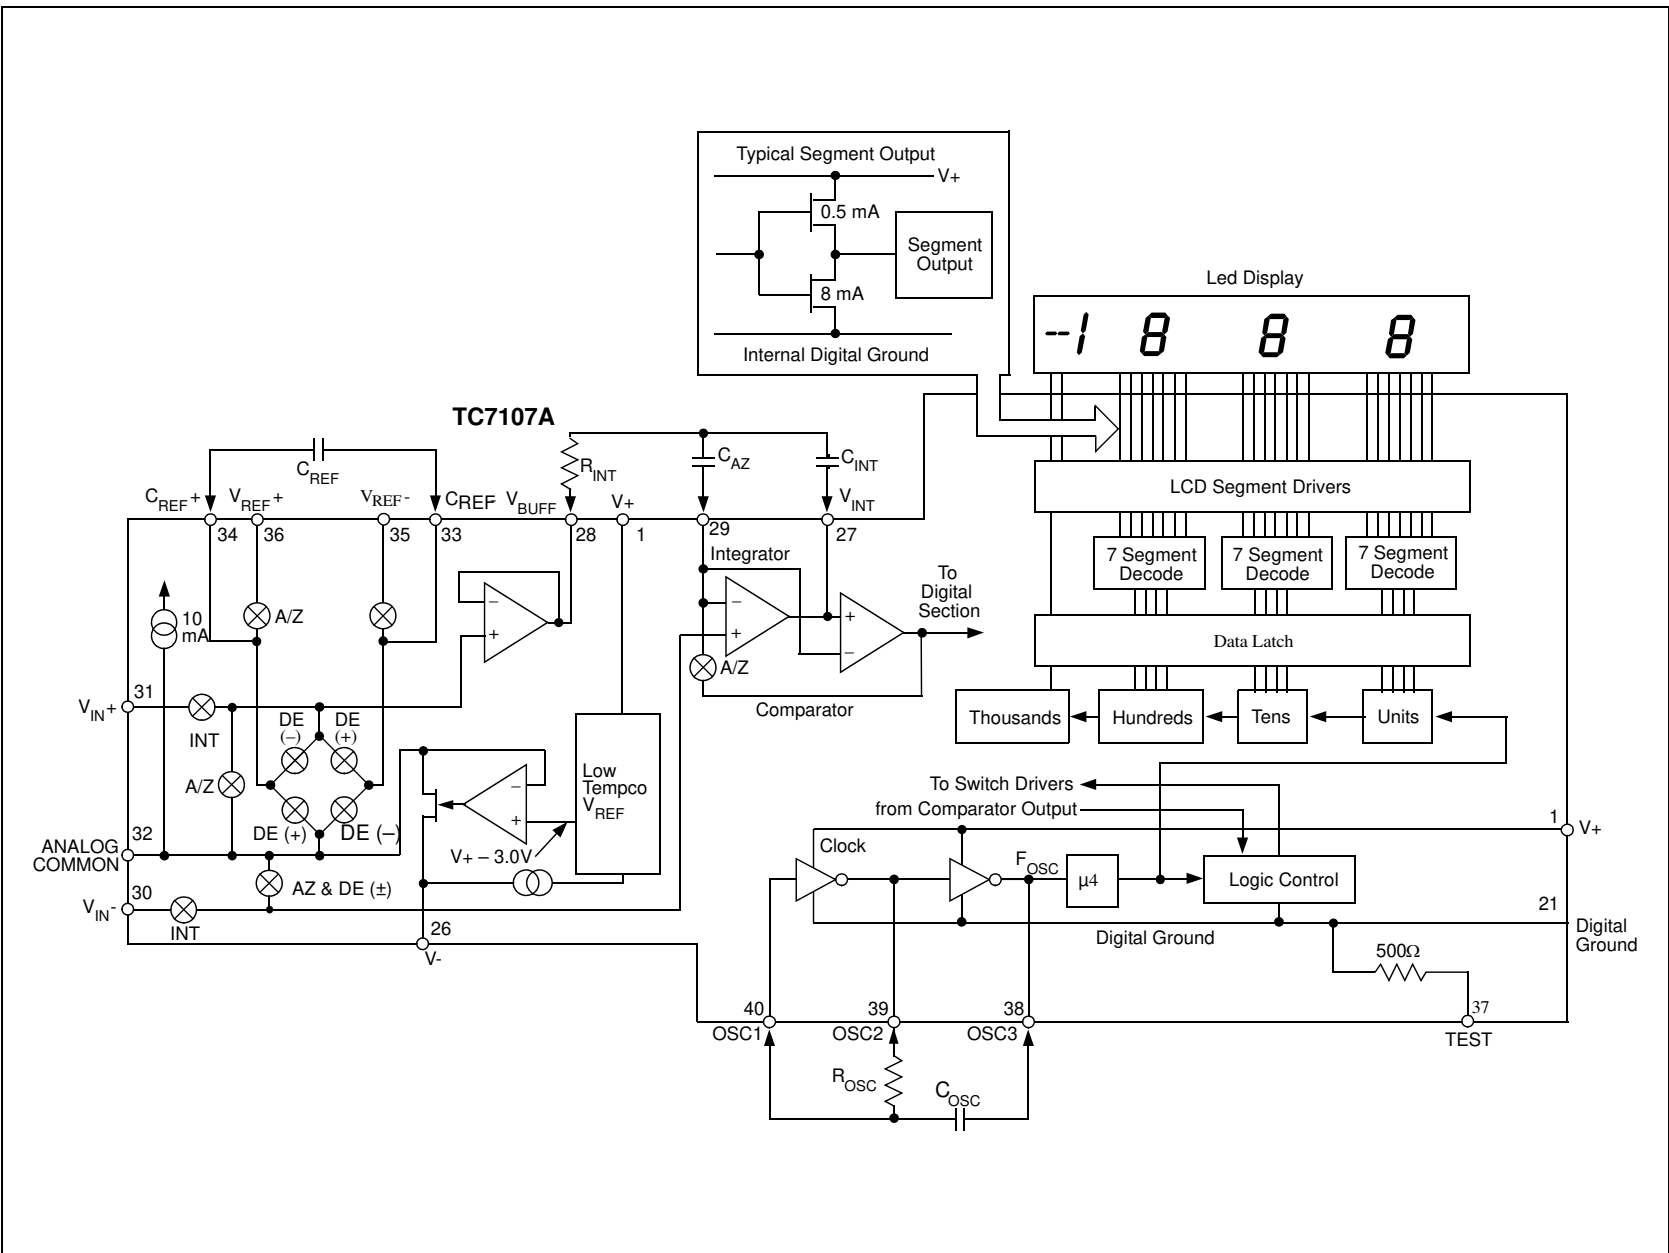 Typical Segment Output
V+
0.5 mA
Segment
Output
8 mA
Internal Digital Ground
Led Display
--1 8 8 8
TC7107A
CREF
RINT
CAZ
CINT
CREF+
VREF+
VREF-
CREF-
VBUFF
V+
VINT
34
36
35
33
28
1
29
27
LCD Segment Drivers
7 Segment
Decode
7 Segment
Decode
7 Segment
Decode
Integrator
To
Digital
Section
10
mA
A/Z
–
+
–
+
+
–
A/Z
Data Latch
Comparator
Thousands
Hundreds
Tens
Units
31
VIN+
INT
DE
(–)
DE
(+)
A/Z
DE (+)
DE (–)
–
+
Low
Tempco
VREF
V+ – 3.0V
To Switch Drivers
from Comparator Output
32
ANALOG
COMMON
AZ & DE (±)
30
VIN-
INT
26
V-
1
V+
Clock
FOSC
µ4
Logic Control
21
Digital
Ground
Digital Ground
500Ω
40
OSC1
39
OSC2
38
OSC3
37
TEST
ROSC
COSC